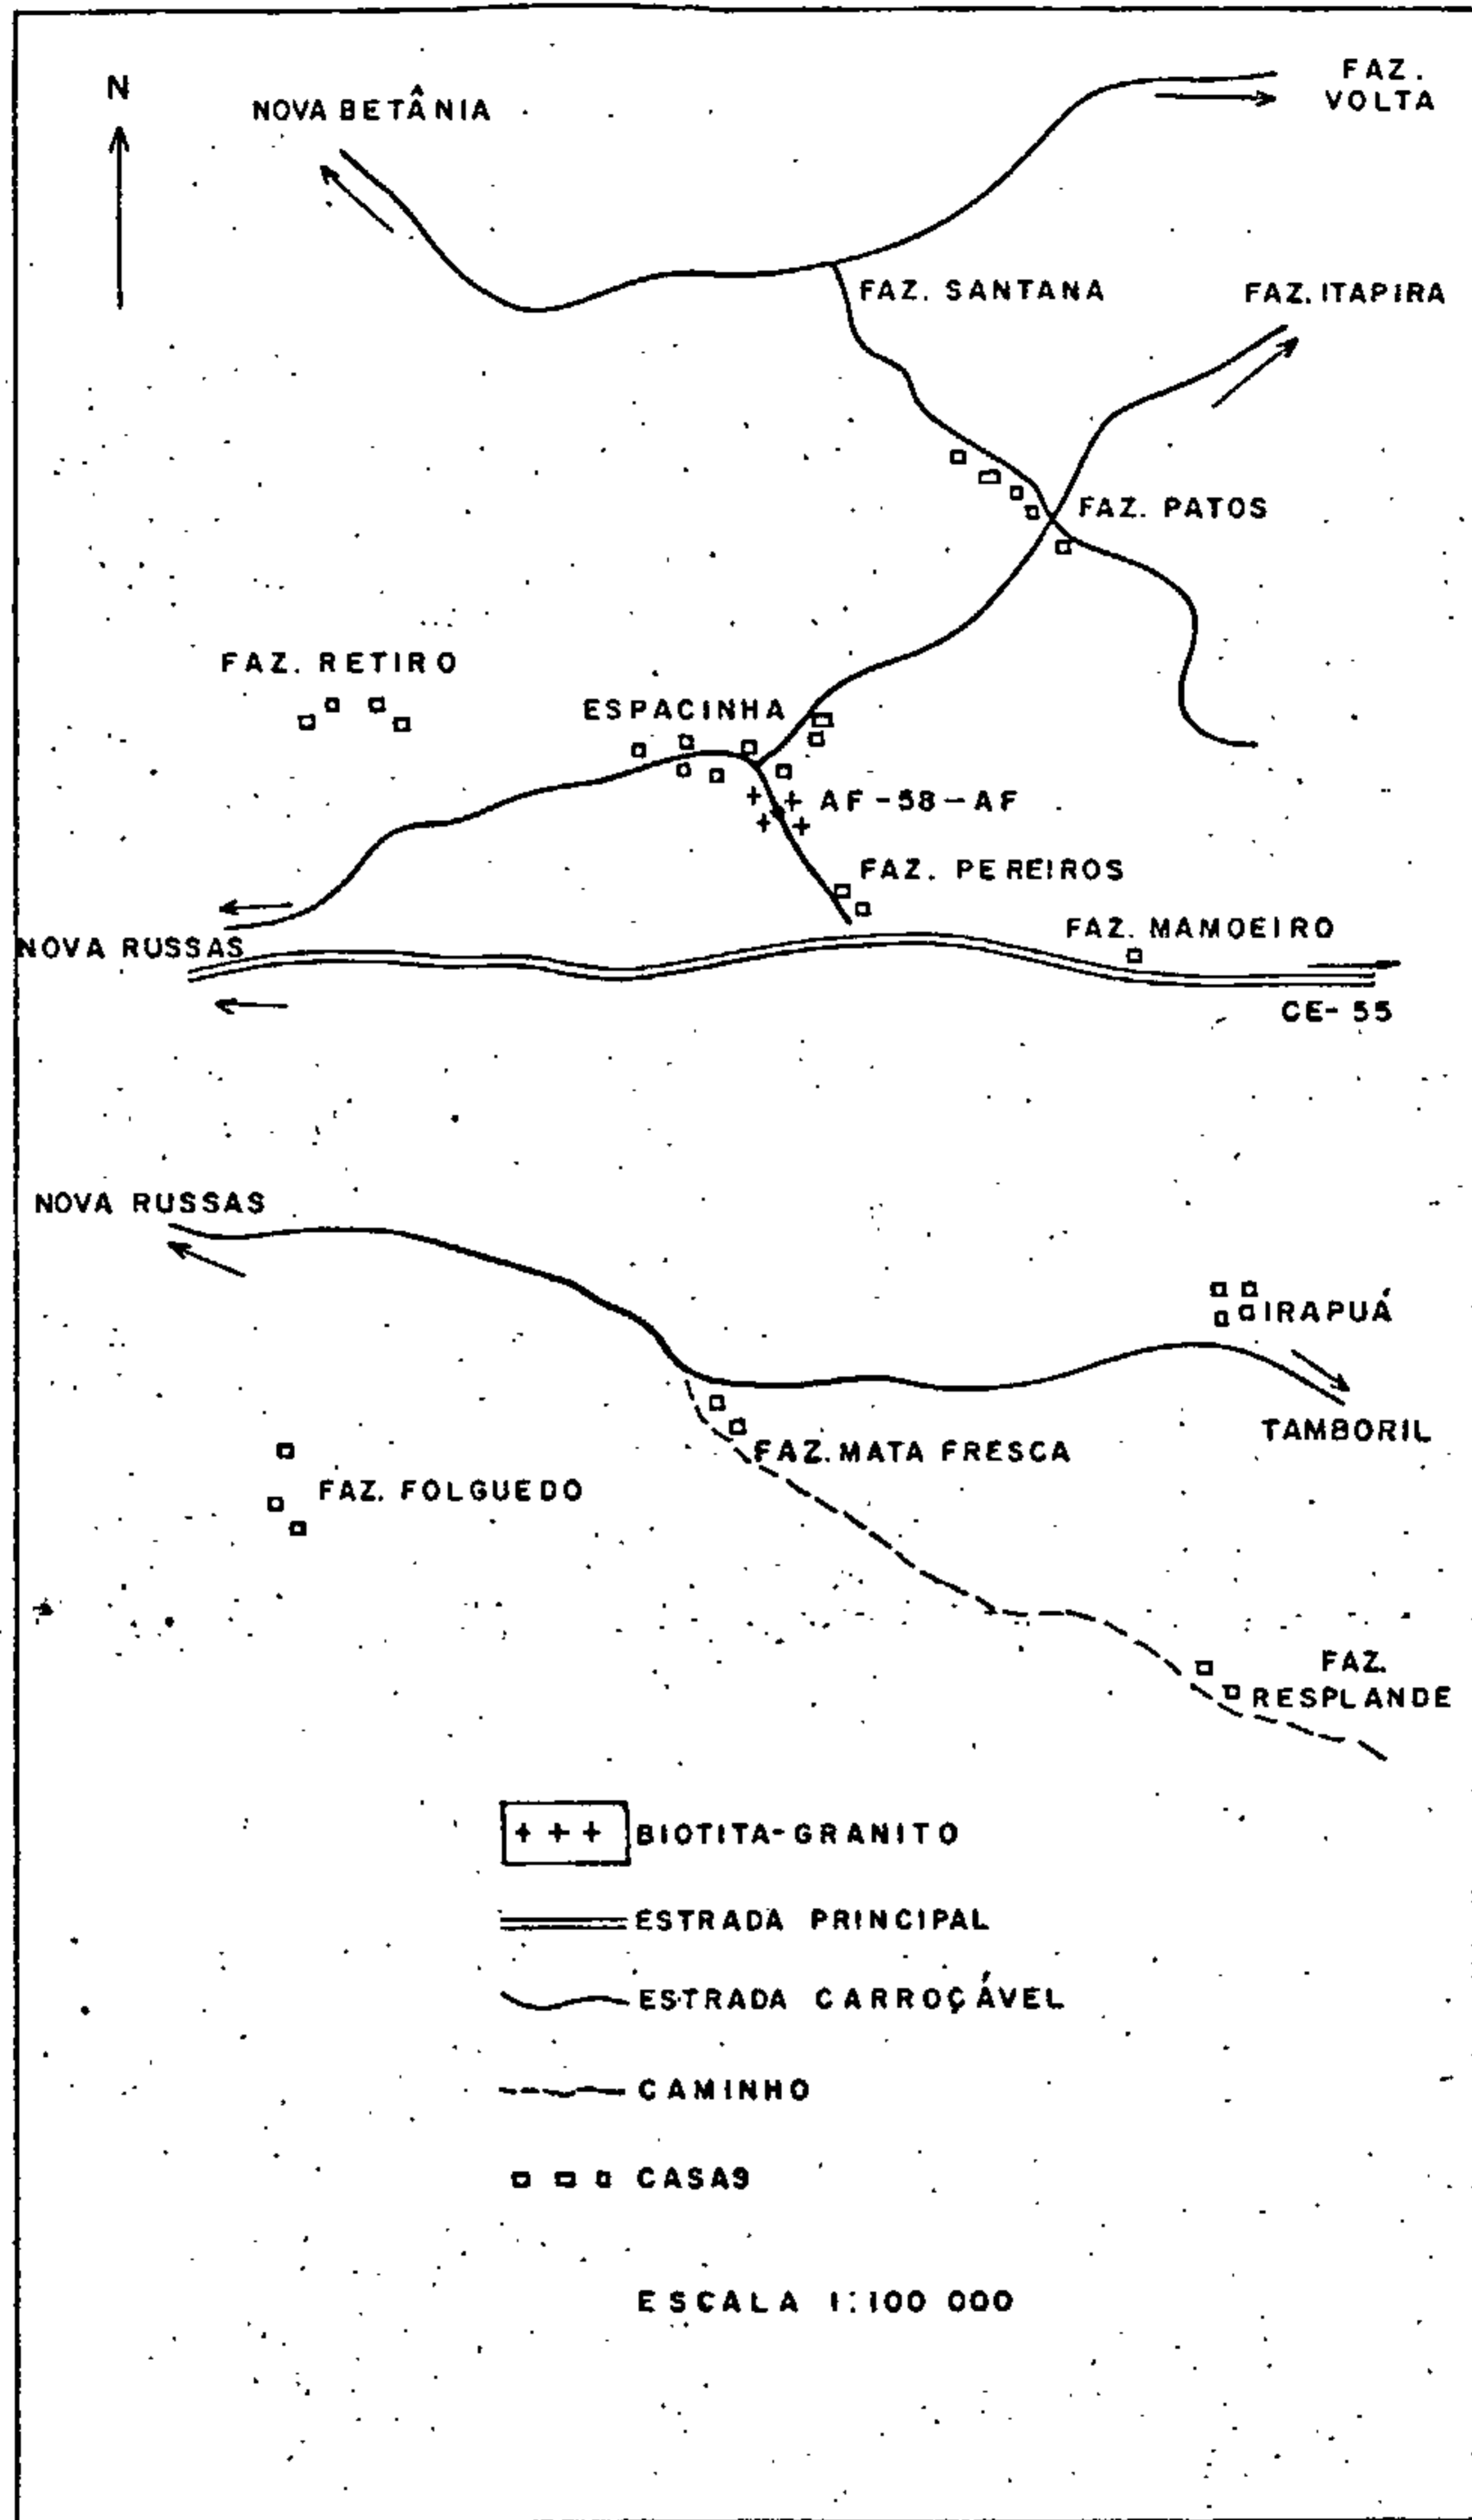 N
NOVA BETÂNIA
FAZ.
VOLTA
FAZ. SANTANA
FAZ. ITAPIRA
FAZ. PATOS
FAZ. RETIRO
ESPACINHA
AF-58-AF
FAZ. PEREIROS
FAZ. MAMOEIRO
NOVA RUSSAS
CE-55
NOVA RUSSAS
IRAPUÁ
TAMBORIL
FAZ. MATA FRESCA
FAZ. FOLGUEDO
FAZ.
RESPLANDE
+ + + BIOTITA-GRANITO
ESTRADA PRINCIPAL
ESTRADA CARROÇÁVEL
CAMINHO
CASAS
ESCALA 1:100 000